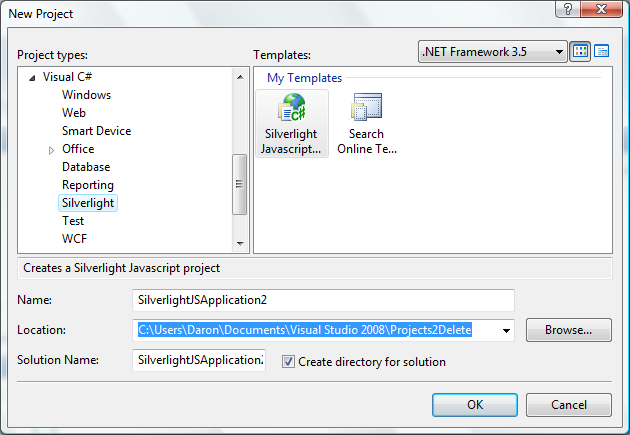 New Project
Project types:
Templates:
.NET Framework 3.5
Visual C#
Windows
Web
Smart Device
Office
Database
Reporting
Silverlight
Test
WCF
My Templates
Silverlight
Javascript...
Search
Online Te...
Creates a Silverlight Javascript project
Name:
SilverlightJSApplication2
Location:
C:\Users\Daron\Documents\Visual Studio 2008\Projects2Delete
Browse...
Solution Name:
SilverlightJSApplication2
Create directory for solution
OK
Cancel